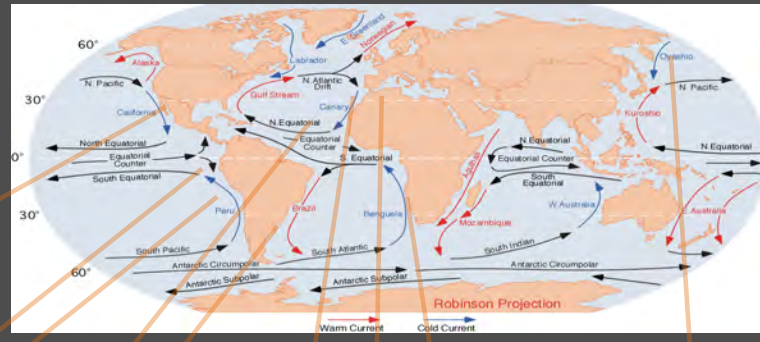 60°
30°
0°
30°
60°
Alaska
Labrador
E. Greenland
Norwegian
Oyashio
N. Pacific
N. Atlantic
Drift
N. Pacific
Gulf Stream
California
Canary
Kuroshio
North Equatorial
N. Equatorial
N.Equatorial
N.Equatorial
Equatorial
Counter
Equatorial
Counter
Equatorial Counter
South Equatorial
S. Equatorial
South
Equatorial
Agulhas
Peru
Brazil
Benguela
Mozambique
W.Australia
E.Australia
South Pacific
South Atlantic
South Indian
Antarctic Circumpolar
Antarctic Circumpolar
Antarctic Subpolar
Antarctic Subpolar
Robinson Projection
Warm Current
Cold Current